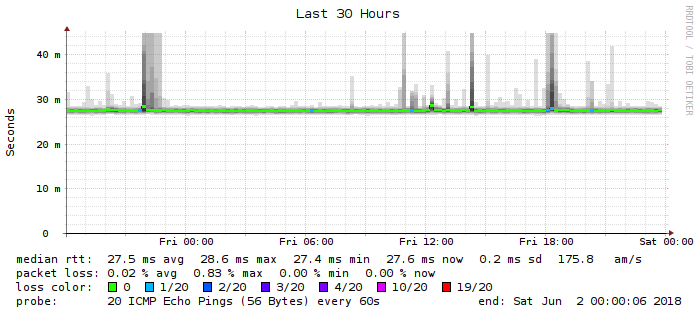 Last 30 Hours
RRDTOOL / TOBI OETIKER
Seconds
40 m
30 m
20 m
10 m
0
Fri 00:00 Fri 06:00 Fri 12:00 Fri 18:00 Sat 00:00
median rtt: 27.5 ms avg 28.6 ms max 27.4 ms min 27.6 ms now 0.2 ms sd 175.8 am/s
packet loss: 0.02 % avg 0.83 % max 0.00 % min 0.00 % now
loss color: 0 1/20 2/20 3/20 4/20 10/20 19/20
probe: 20 ICMP Echo Pings (56 Bytes) every 60s end: Sat Jun 2 00:00:06 2018